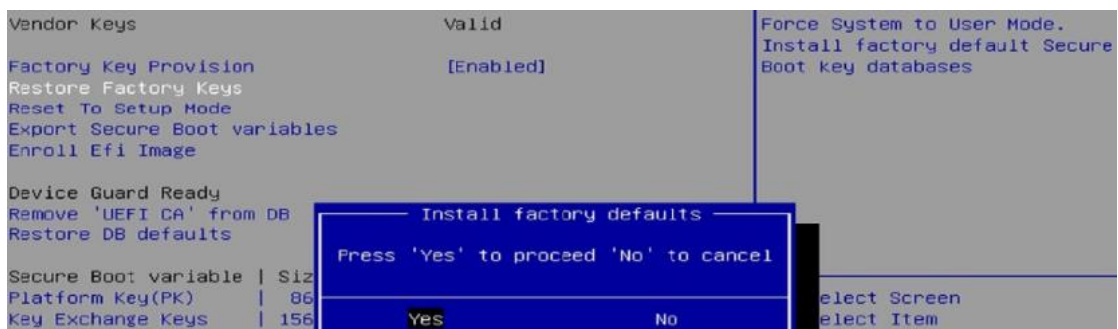 Vendor Keys Valid
Factory Key Provision [Enabled]
Restore Factory Keys
Reset To Setup Mode
Export Secure Boot variables
Enroll Efi Image
Device Guard Ready
Remove 'UEFI CA' from DB
Restore DB defaults
Secure Boot variable | Siz
Platform Key(PK) | 86
Key Exchange Keys | 156
Install factory defaults
Press 'Yes' to proceed 'No' to cancel
Yes No
Force System to User Mode.
Install factory default Secure
Boot key databases
elect Screen
elect Item